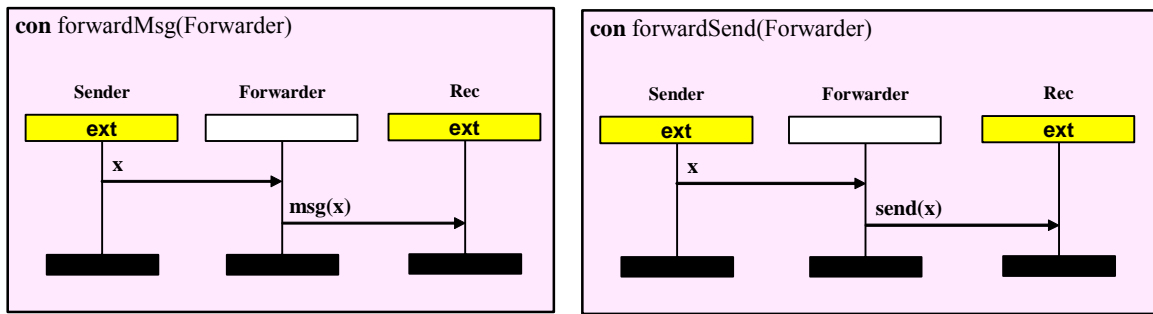 con forwardMsg(Forwarder)
Sender Forwarder Rec
ext ext
x
msg(x)
con forwardSend(Forwarder)
Sender Forwarder Rec
ext ext
x
send(x)